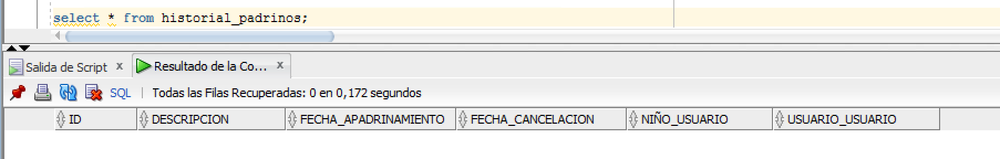 select * from historial_padrinos;
Salida de Script x Resultado de la Co... x
SQL | Todas las Filas Recuperadas: 0 en 0,172 segundos
ID DESCRIPCION FECHA_APADRINAMIENTO FECHA_CANCELACION NIÑO_USUARIO USUARIO_USUARIO